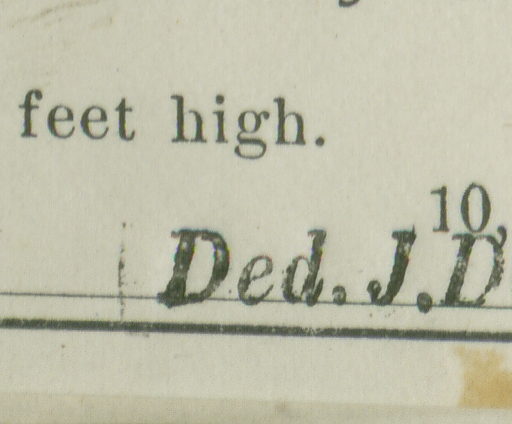 feet high.
10,
Ded. J. D